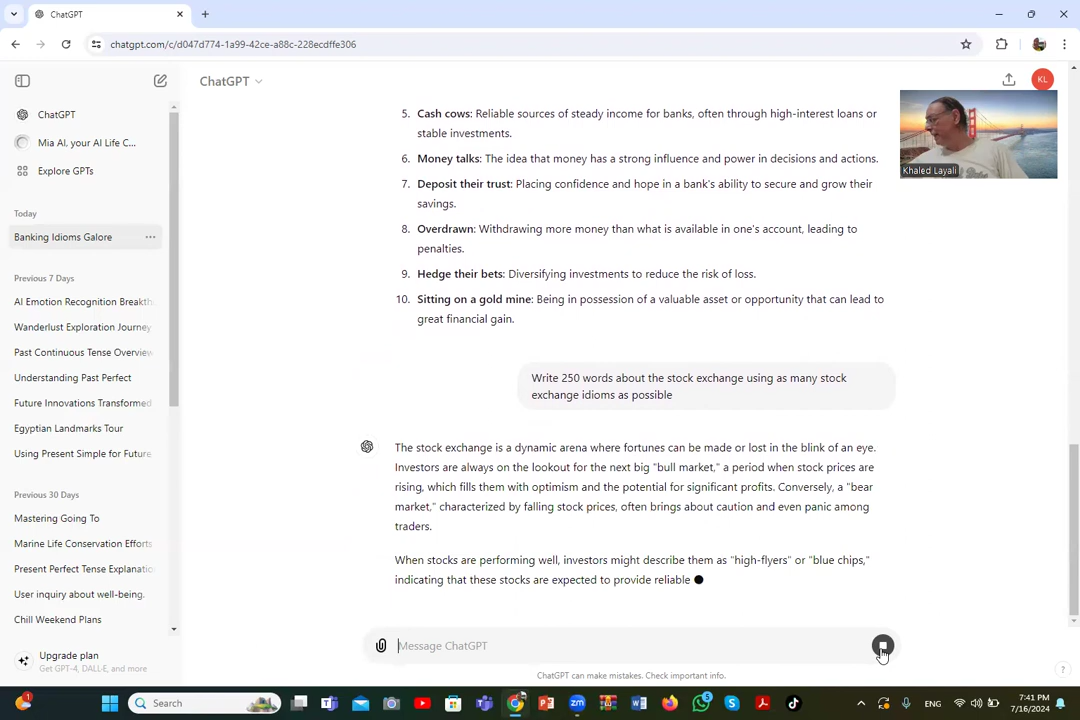 ChatGPT
chatgpt.com/c/d047d774-1a99-42ce-a88c-228ecdffe306
ChatGPT
KL
ChatGPT
Mia AI, your AI Life C...
Explore GPTs
Today
Banking Idioms Galore
Previous 7 Days
AI Emotion Recognition Breakth
Wanderlust Exploration Journey
Past Continuous Tense Overview
Understanding Past Perfect
Future Innovations Transformed
Egyptian Landmarks Tour
Using Present Simple for Future
Previous 30 Days
Mastering Going To
Marine Life Conservation Efforts
Present Perfect Tense Explanatio
User inquiry about well-being.
Chill Weekend Plans
Upgrade plan
Get GPT-4, DALL·E, and more
5. Cash cows: Reliable sources of steady income for banks, often through high-interest loans or
stable investments.
6. Money talks: The idea that money has a strong influence and power in decisions and actions.
7. Deposit their trust: Placing confidence and hope in a bank's ability to secure and grow their
savings.
8. Overdrawn: Withdrawing more money than what is available in one's account, leading to
penalties.
9. Hedge their bets: Diversifying investments to reduce the risk of loss.
10. Sitting on a gold mine: Being in possession of a valuable asset or opportunity that can lead to
great financial gain.
Khaled Layali
Write 250 words about the stock exchange using as many stock
exchange idioms as possible
The stock exchange is a dynamic arena where fortunes can be made or lost in the blink of an eye.
Investors are always on the lookout for the next big "bull market," a period when stock prices are
rising, which fills them with optimism and the potential for significant profits. Conversely, a "bear
market," characterized by falling stock prices, often brings about caution and even panic among
traders.
When stocks are performing well, investors might describe them as "high-flyers" or "blue chips,"
indicating that these stocks are expected to provide reliable
Message ChatGPT
ChatGPT can make mistakes. Check important info.
?
1
Search
5
ENG
7:41 PM
7/16/2024